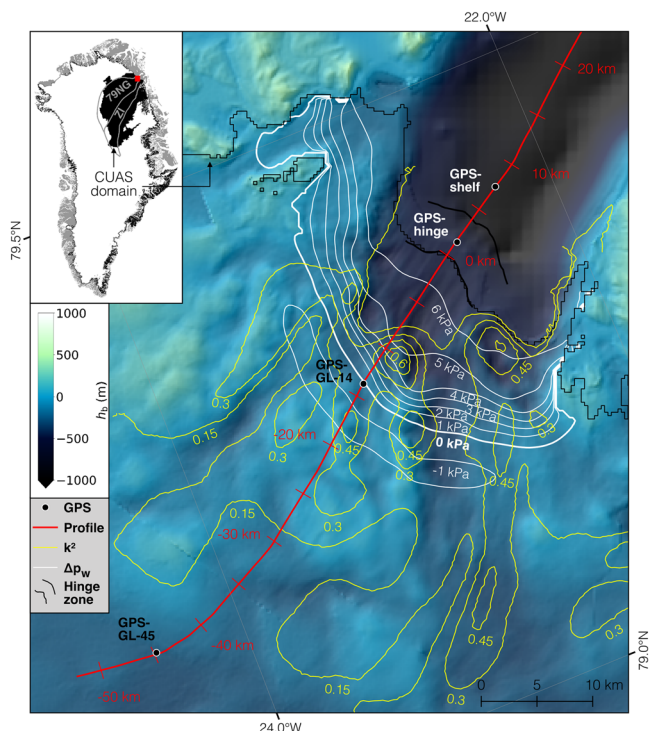 22.0°W
20 km
79NG
ZI
CUAS
domain
GPS-
shelf
10 km
GPS-
hinge
79.5°N
0 km
1000
500
0
−500
−1000
h_b (m)
6 kPa
0.45
0.6
5 kPa
GPS-
GL-14
4 kPa
3 kPa
2 kPa
1 kPa
0 kPa
-1 kPa
0.3
0.3
0.15
-20 km
0.45
0.45
0.3
0.3
0.45
0.3
0.15
-30 km
GPS
Profile
k²
Δp_w
Hinge
zone
GPS-
GL-45
-40 km
0.45
0.3
0.15
0.3
-50 km
79.0°N
0 5 10 km
24.0°W